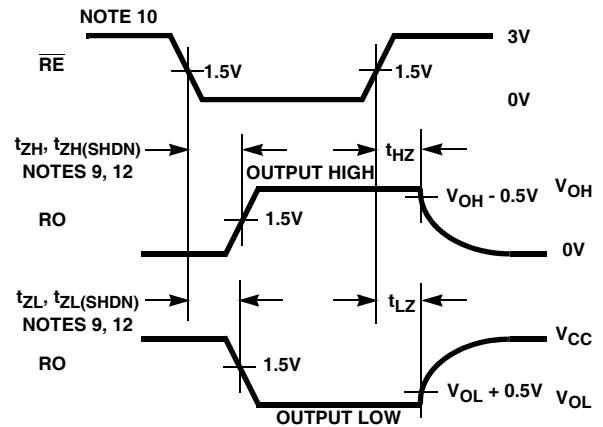 NOTE 10
RE
1.5V
1.5V
3V
0V
tZH, tZH(SHDN)
NOTES 9, 12
tHZ
OUTPUT HIGH
VOH - 0.5V
VOH
RO
1.5V
0V
tZL, tZL(SHDN)
NOTES 9, 12
tLZ
VCC
RO
1.5V
VOL + 0.5V
VOL
OUTPUT LOW